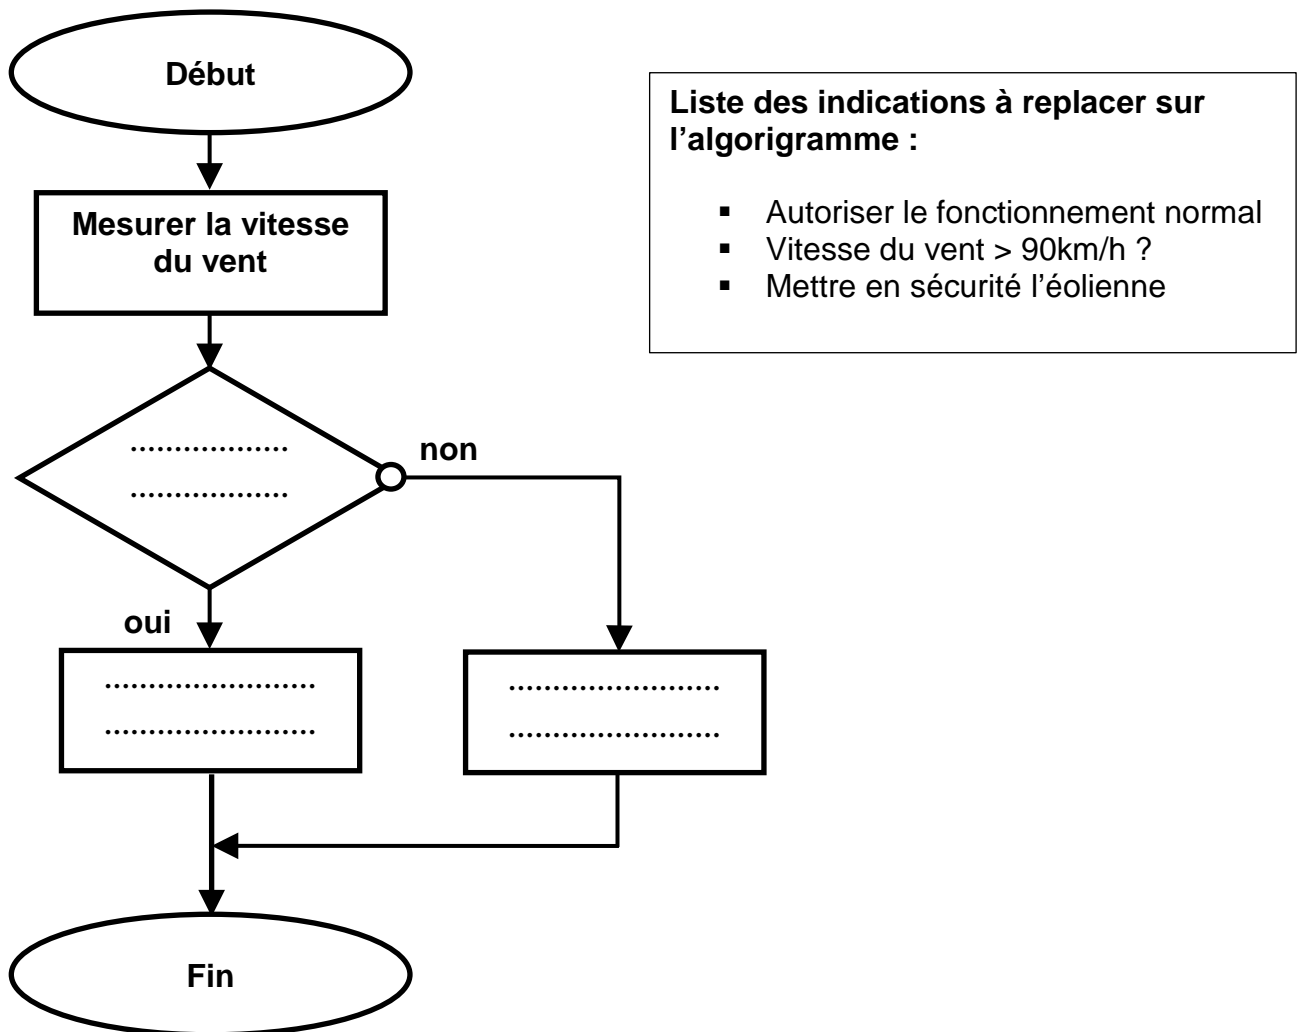 Début
Mesurer la vitesse
du vent
..................
..................
non
oui
........................
........................
........................
........................
Fin
Liste des indications à replacer sur
l’algorigramme :
▪ Autoriser le fonctionnement normal
▪ Vitesse du vent > 90km/h ?
▪ Mettre en sécurité l’éolienne